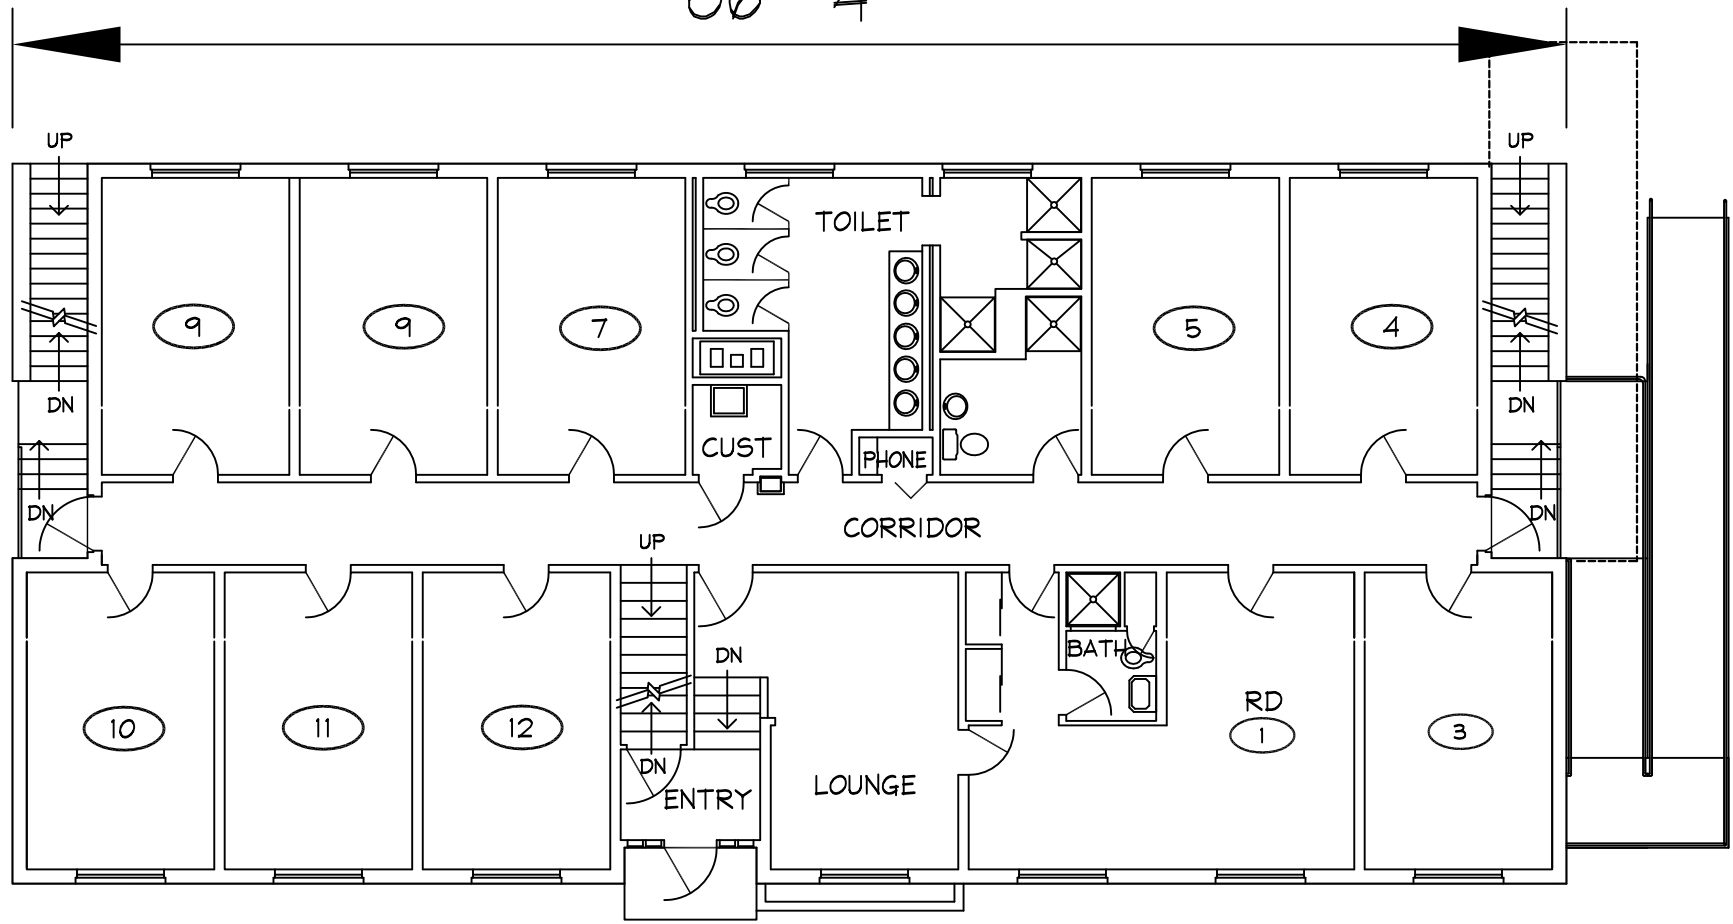 UP
UP
TOILET
9
9
7
5
4
DN
DN
CUST
PHONE
DN
DN
CORRIDOR
UP
BATH
DN
RD
10
11
12
1
3
DN
LOUNGE
ENTRY